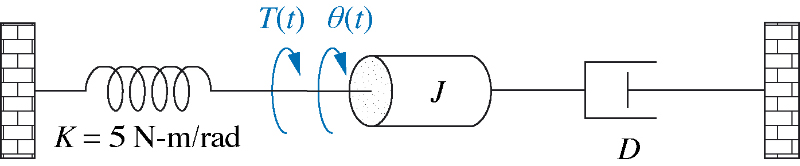 T(t) θ(t)
J
K = 5 N-m/rad
D